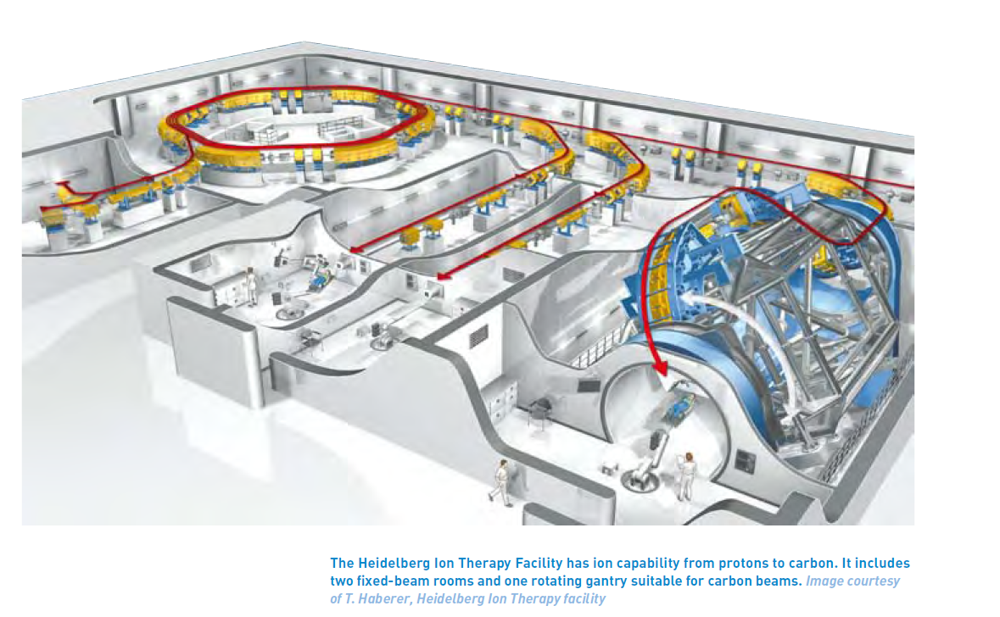 The Heidelberg Ion Therapy Facility has ion capability from protons to carbon. It includes
two fixed-beam rooms and one rotating gantry suitable for carbon beams. Image courtesy
of T. Haberer, Heidelberg Ion Therapy facility